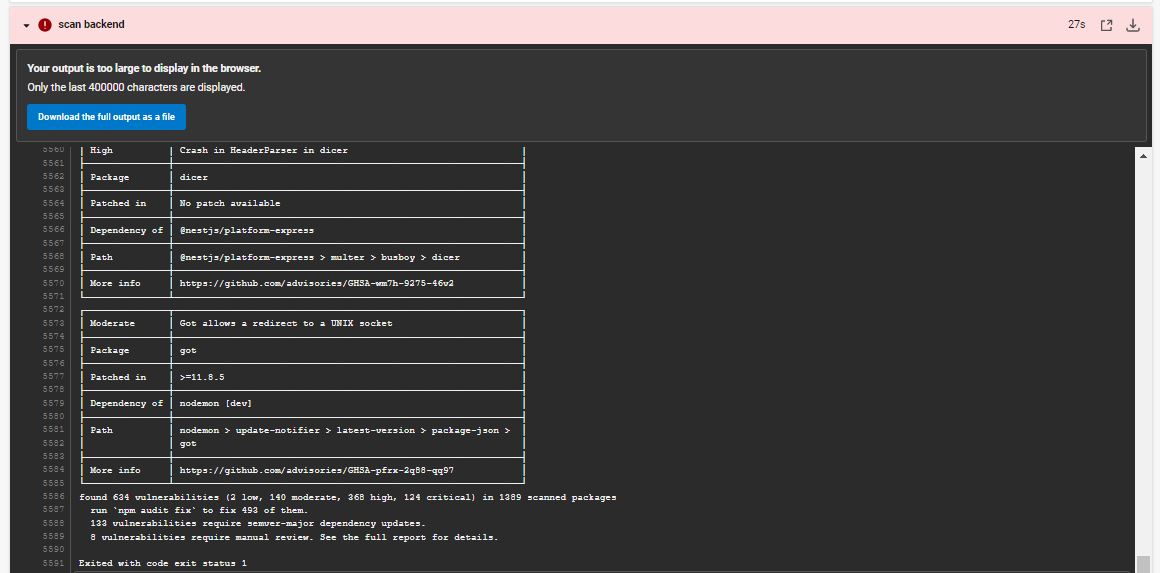 scan backend
27s
Your output is too large to display in the browser.
Only the last 400000 characters are displayed.
Download the full output as a file
5560 High Crash in HeaderParser in dicer
5561
5562 Package dicer
5563
5564 Patched in No patch available
5565
5566 Dependency of @nestjs/platform-express
5567
5568 Path @nestjs/platform-express > multer > busboy > dicer
5569
5570 More info https://github.com/advisories/GHSA-wm7h-9275-46v2
5571
5572
5573 Moderate Got allows a redirect to a UNIX socket
5574
5575 Package got
5576
5577 Patched in >=11.8.5
5578
5579 Dependency of nodemon [dev]
5580
5581 Path nodemon > update-notifier > latest-version > package-json >
5582 got
5583
5584 More info https://github.com/advisories/GHSA-pfrx-2q88-qq97
5585
5586 found 634 vulnerabilities (2 low, 140 moderate, 368 high, 124 critical) in 1389 scanned packages
5587 run `npm audit fix` to fix 493 of them.
5588 133 vulnerabilities require semver-major dependency updates.
5589 8 vulnerabilities require manual review. See the full report for details.
5590
5591 Exited with code exit status 1